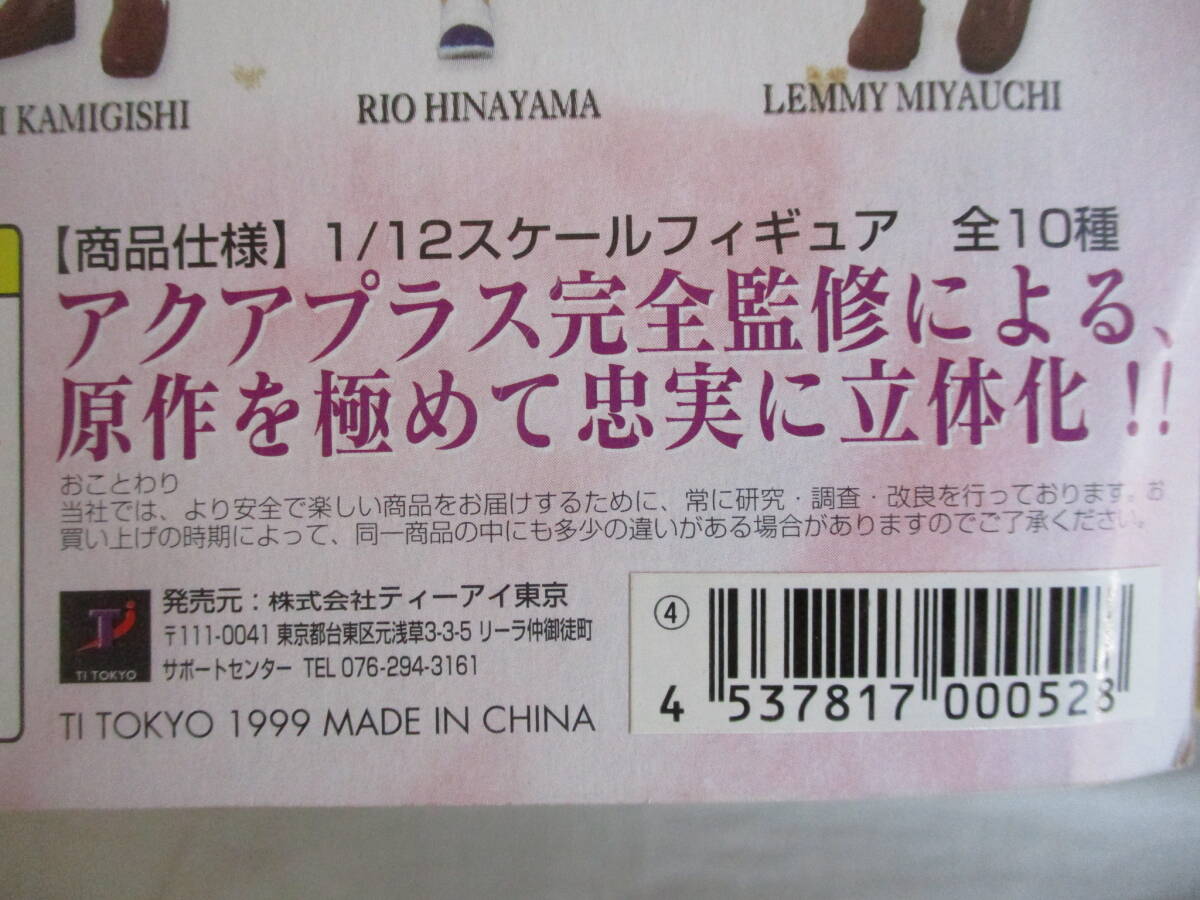 I KAMIGISHI
RIO HINAYAMA
LEMMY MIYAUCHI
【商品仕様】 1/12スケールフィギュア 全10種
アクアプラス完全監修による、
原作を極めて忠実に立体化!!
おことわり
当社では、より安全で楽しい商品をお届けするために、常に研究・調査・改良を行っております。お
買い上げの時期によって、同一商品の中にも多少の違いがある場合がありますのでご了承ください。
TI TOKYO
発売元：株式会社ティーアイ東京
〒111-0041 東京都台東区元浅草3-3-5 リーラ仲御徒町
サポートセンター TEL 076-294-3161
TI TOKYO 1999 MADE IN CHINA
④
4 537817 000528